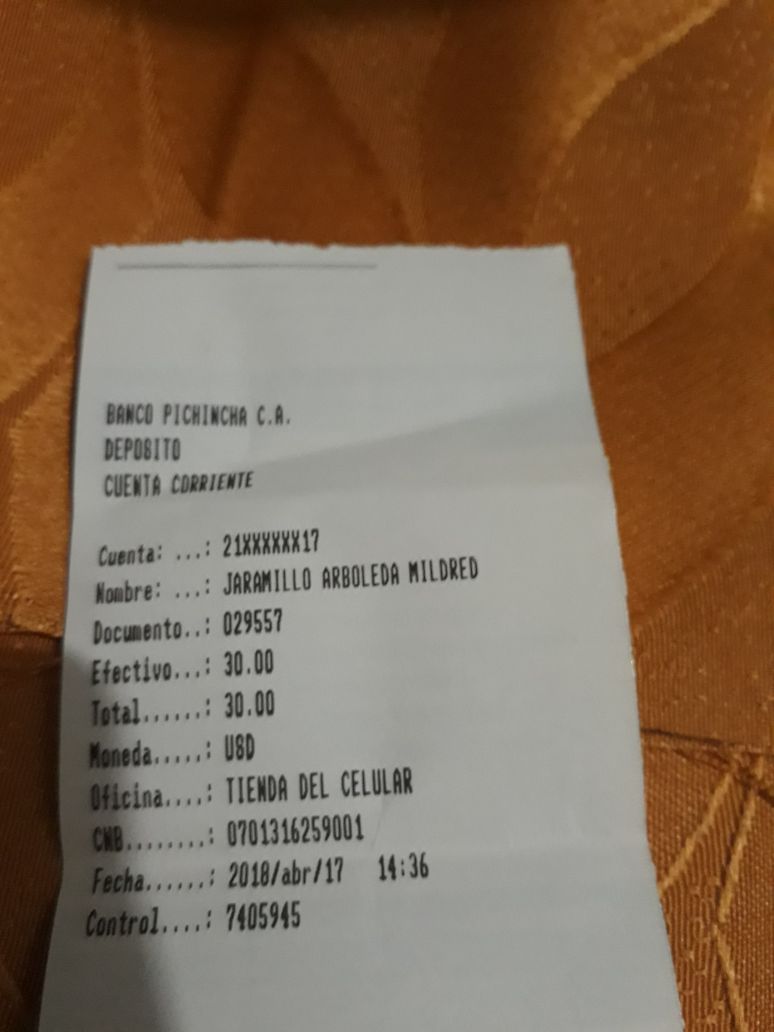 BANCO PICHINCHA C.A.
DEPOSITO
CUENTA CORRIENTE
Cuenta: ...: 21XXXXXX17
Nombre: ...: JARAMILLO ARBOLEDA MILDRED
Documento..: 029557
Efectivo...: 30.00
Total......: 30.00
Moneda.....: USD
Oficina....: TIENDA DEL CELULAR
CNB........: 0701316259001
Fecha......: 2018/abr/17 14:36
Control....: 7405945